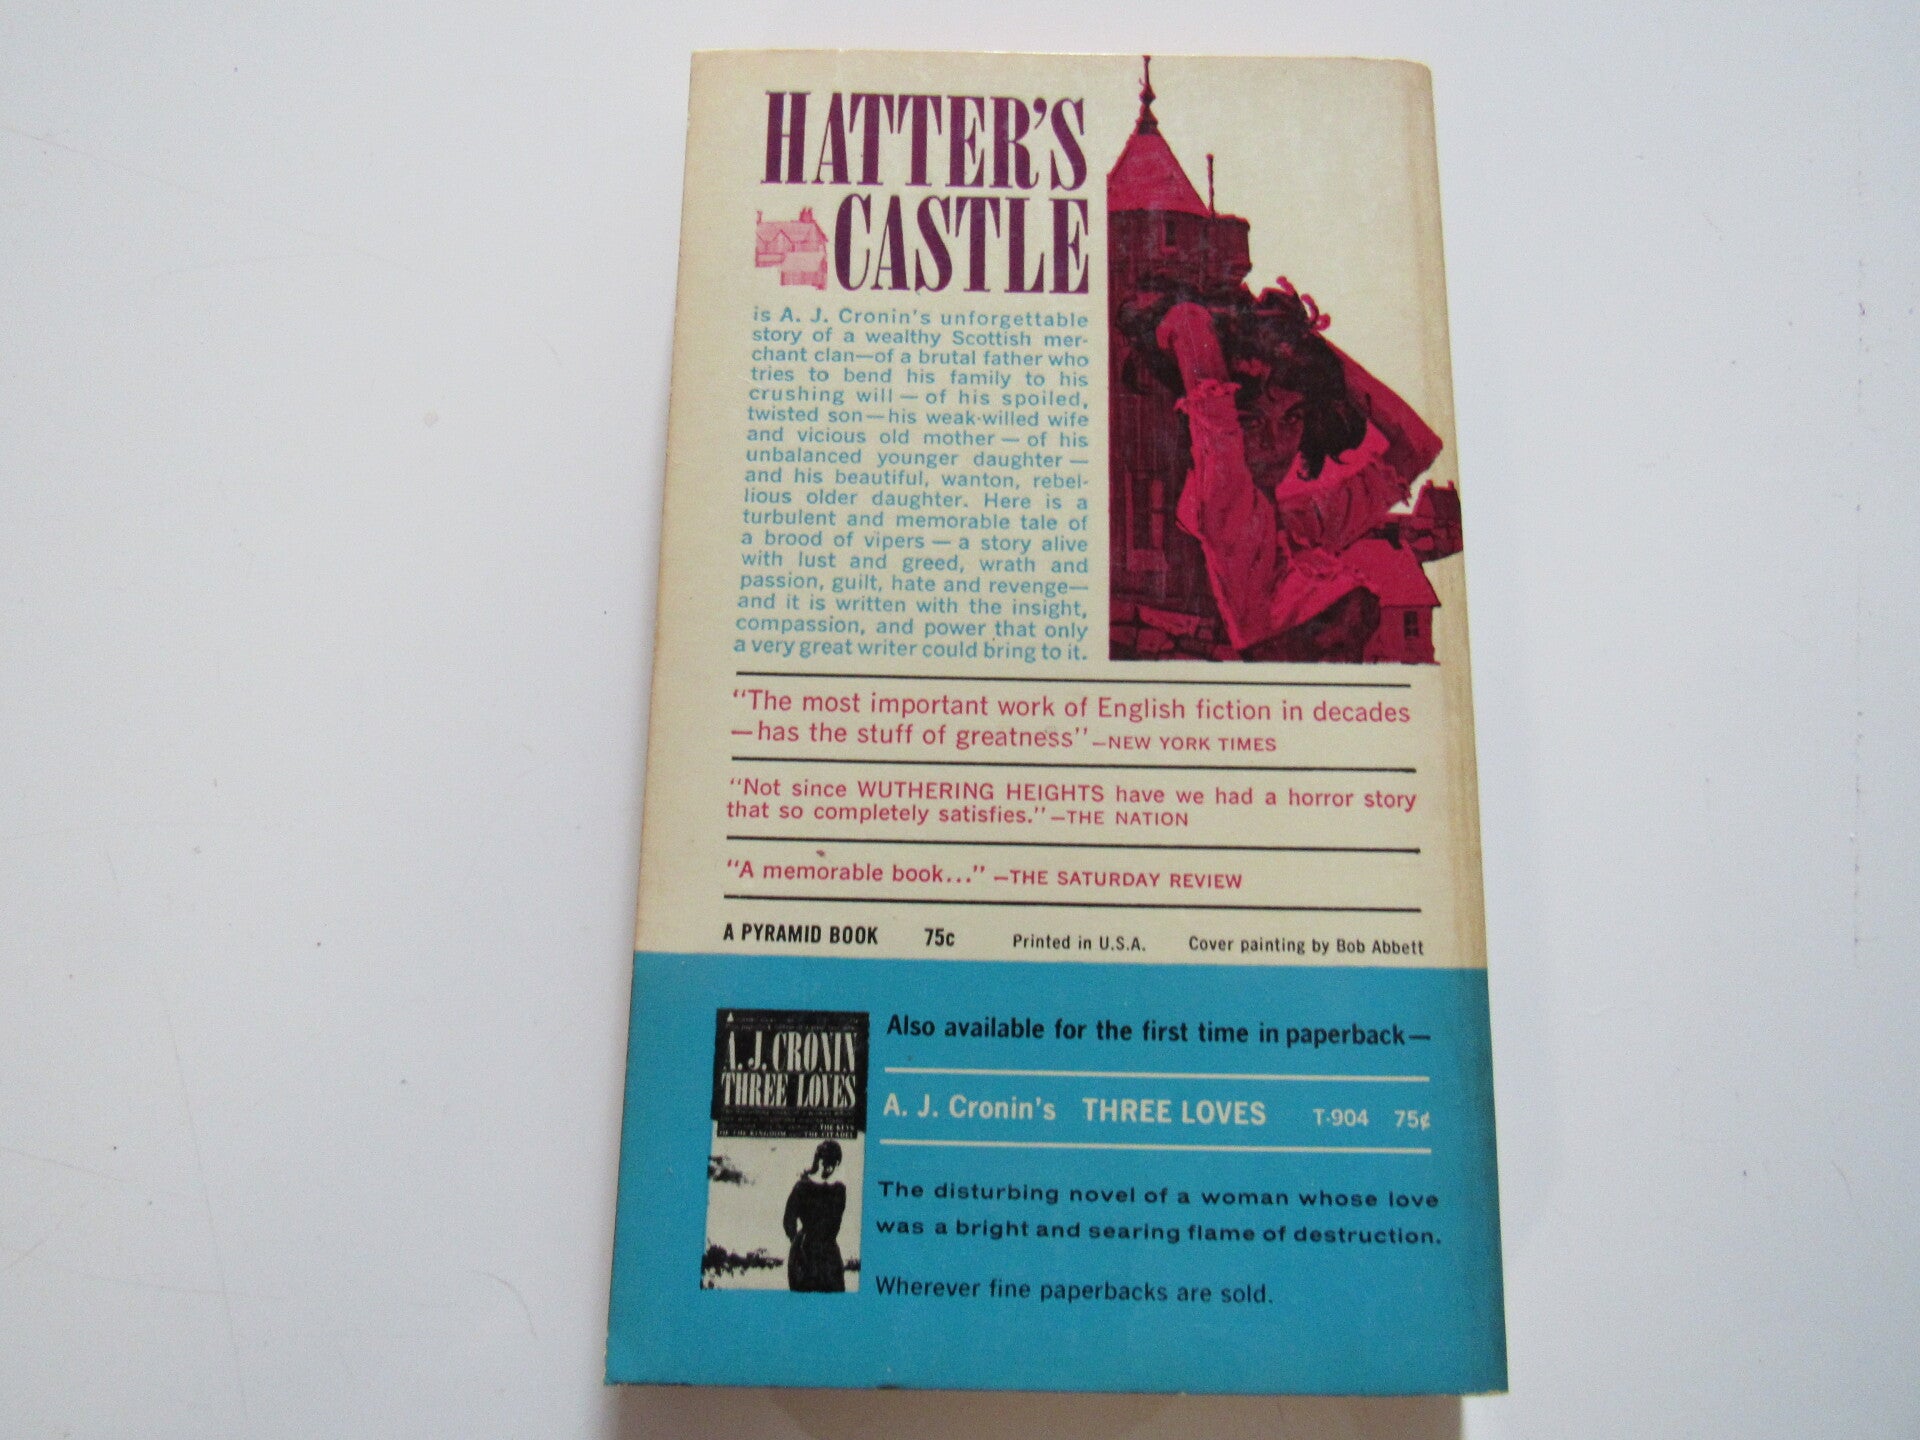 HATTER'S
CASTLE
is A. J. Cronin's unforgettable
story of a wealthy Scottish mer-
chant clan—of a brutal father who
tries to bend his family to his
crushing will — of his spoiled,
twisted son — his weak-willed wife
and vicious old mother — of his
unbalanced younger daughter —
and his beautiful, wanton, rebel-
lious older daughter. Here is a
turbulent and memorable tale of
a brood of vipers — a story alive
with lust and greed, wrath and
passion, guilt, hate and revenge—
and it is written with the insight,
compassion, and power that only
a very great writer could bring to it.
"The most important work of English fiction in decades
—has the stuff of greatness" —NEW YORK TIMES
"Not since WUTHERING HEIGHTS have we had a horror story
that so completely satisfies." —THE NATION
"A memorable book..." —THE SATURDAY REVIEW
A PYRAMID BOOK 75c Printed in U.S.A. Cover painting by Bob Abbett
Also available for the first time in paperback—
A. J. CRONIN
THREE LOVES
THE KEYS
OF THE KINGDOM THE CITADEL
A. J. Cronin's THREE LOVES T-904 75¢
The disturbing novel of a woman whose love
was a bright and searing flame of destruction.
Wherever fine paperbacks are sold.